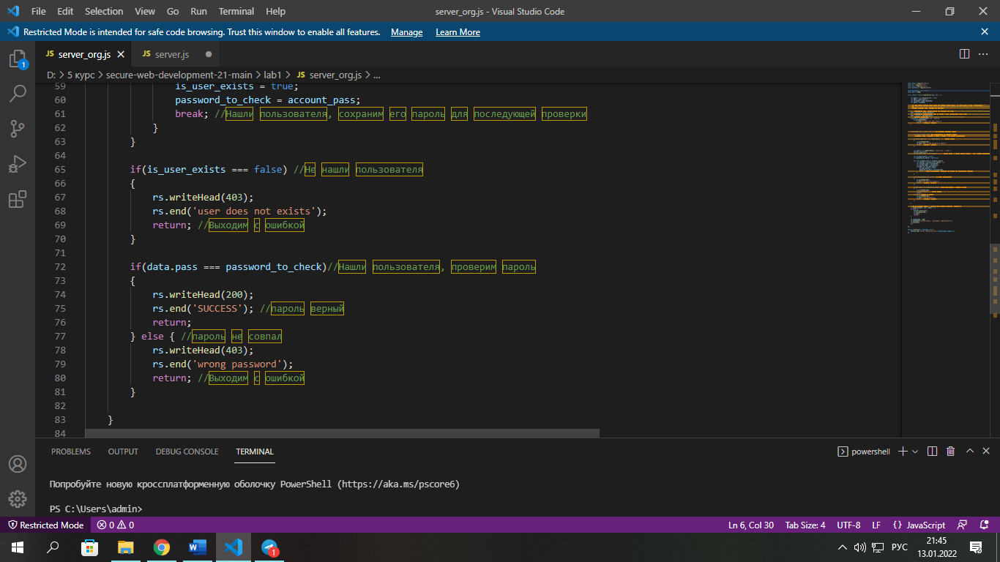 File Edit Selection View Go Run Terminal Help server_org.js - Visual Studio Code
Restricted Mode is intended for safe code browsing. Trust this window to enable all features. Manage Learn More
JS server_org.js JS server.js
D: > 5 курс > secure-web-development-21-main > lab1 > JS server_org.js > ...
1
59 is_user_exists = true;
60 password_to_check = account_pass;
61 break; //Нашли пользователя, сохраним его пароль для последующей проверки
62 }
63 }
64
65 if(is_user_exists === false) //Не нашли пользователя
66 {
67 rs.writeHead(403);
68 rs.end('user does not exists');
69 return; //Выходим с ошибкой
70 }
71
72 if(data.pass === password_to_check)//Нашли пользователя, проверим пароль
73 {
74 rs.writeHead(200);
75 rs.end('SUCCESS'); //пароль верный
76 return;
77 } else { //пароль не совпал
78 rs.writeHead(403);
79 rs.end('wrong password');
80 return; //Выходим с ошибкой
81 }
82
83 }
84
PROBLEMS OUTPUT DEBUG CONSOLE TERMINAL powershell
Попробуйте новую кроссплатформенную оболочку PowerShell (https://aka.ms/pscore6)
PS C:\Users\admin>
Restricted Mode 0 0 Ln 6, Col 30 Tab Size: 4 UTF-8 LF {} JavaScript
1 РУС 21:45
13.01.2022